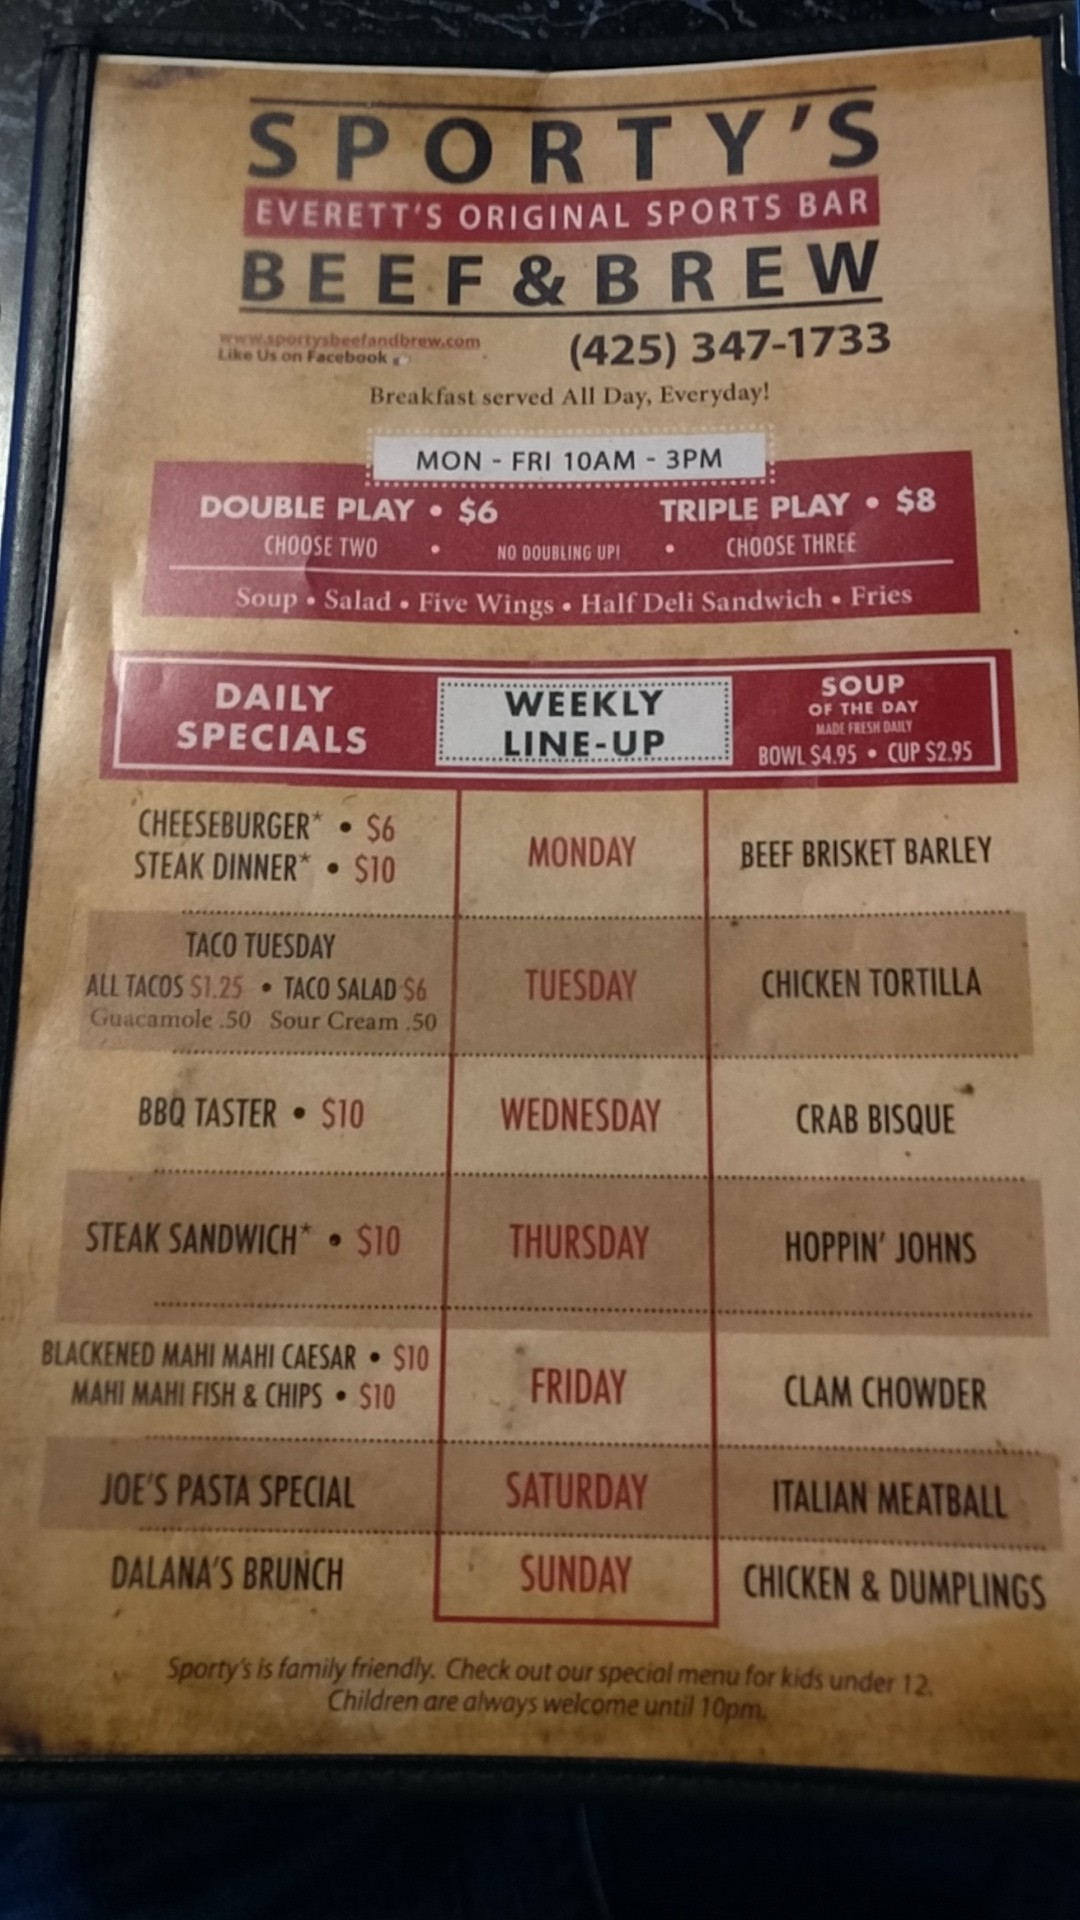 SPORTY'S
EVERETT'S ORIGINAL SPORTS BAR
BEEF & BREW
www.sportysbeefandbrew.com
Like Us on Facebook
(425) 347-1733
Breakfast served All Day, Everyday!
MON - FRI 10AM - 3PM
DOUBLE PLAY • $6 TRIPLE PLAY • $8
CHOOSE TWO • NO DOUBLING UP! • CHOOSE THREE
Soup • Salad • Five Wings • Half Deli Sandwich • Fries
DAILY
SPECIALS
WEEKLY
LINE-UP
SOUP
OF THE DAY
MADE FRESH DAILY
BOWL $4.95 • CUP $2.95
CHEESEBURGER* • $6
STEAK DINNER* • $10
MONDAY
BEEF BRISKET BARLEY
TACO TUESDAY
ALL TACOS $1.25 • TACO SALAD $6
Guacamole .50 Sour Cream .50
TUESDAY
CHICKEN TORTILLA
BBQ TASTER • $10
WEDNESDAY
CRAB BISQUE
STEAK SANDWICH* • $10
THURSDAY
HOPPIN' JOHNS
BLACKENED MAHI MAHI CAESAR • $10
MAHI MAHI FISH & CHIPS • $10
FRIDAY
CLAM CHOWDER
JOE'S PASTA SPECIAL
SATURDAY
ITALIAN MEATBALL
DALANA'S BRUNCH
SUNDAY
CHICKEN & DUMPLINGS
Sporty's is family friendly. Check out our special menu for kids under 12.
Children are always welcome until 10pm.